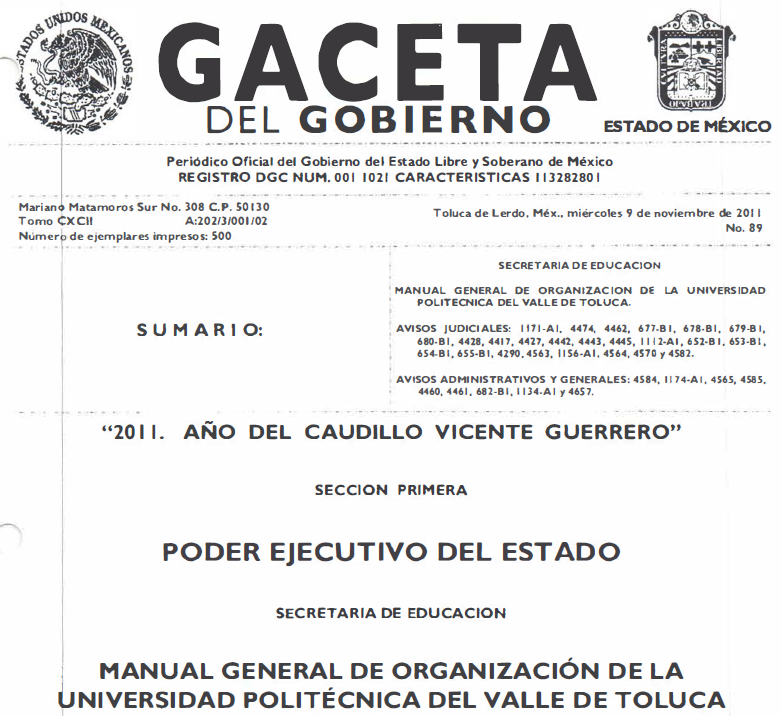 ESTADOS UNIDOS MEXICANOS
GACETA
DEL GOBIERNO
LIBERTAD
TRABAJO
ESTADO DE MÉXICO
Periódico Oficial del Gobierno del Estado Libre y Soberano de México
REGISTRO DGC NUM. 001 1021 CARACTERISTICAS 113282801
Mariano Matamoros Sur No. 308 C.P. 50130
Tomo CXCII A:202/3/001/02
Número de ejemplares impresos: 500
Toluca de Lerdo, Méx., miércoles 9 de noviembre de 2011
No. 89
SUMARIO:
SECRETARIA DE EDUCACION
MANUAL GENERAL DE ORGANIZACION DE LA UNIVERSIDAD
POLITECNICA DEL VALLE DE TOLUCA.
AVISOS JUDICIALES: 1171-A1, 4474, 4462, 677-B1, 678-B1, 679-B1,
680-B1, 4428, 4417, 4427, 4442, 4443, 4445, 1112-A1, 652-B1, 653-B1,
654-B1, 655-B1, 4290, 4563, 1156-A1, 4564, 4570 y 4582.
AVISOS ADMINISTRATIVOS Y GENERALES: 4584, 1174-A1, 4565, 4585,
4460, 4461, 682-B1, 1134-A1 y 4657.
“2011. AÑO DEL CAUDILLO VICENTE GUERRERO”
SECCION PRIMERA
PODER EJECUTIVO DEL ESTADO
SECRETARIA DE EDUCACION
MANUAL GENERAL DE ORGANIZACIÓN DE LA
UNIVERSIDAD POLITÉCNICA DEL VALLE DE TOLUCA